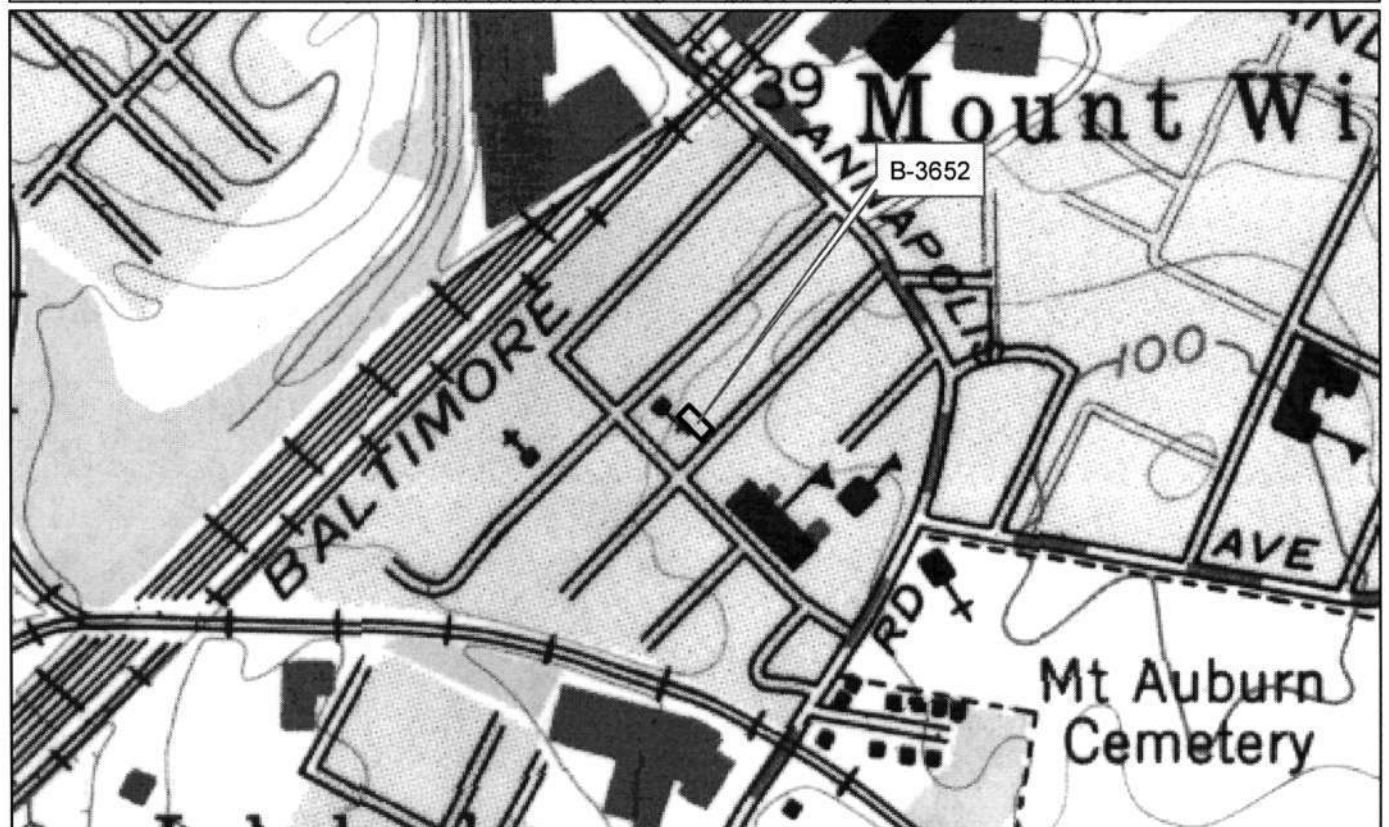 39
Mount Wi
B-3652
ANNAPOLIS
BALTIMORE
100
AVE
RD
Mt Auburn
Cemetery